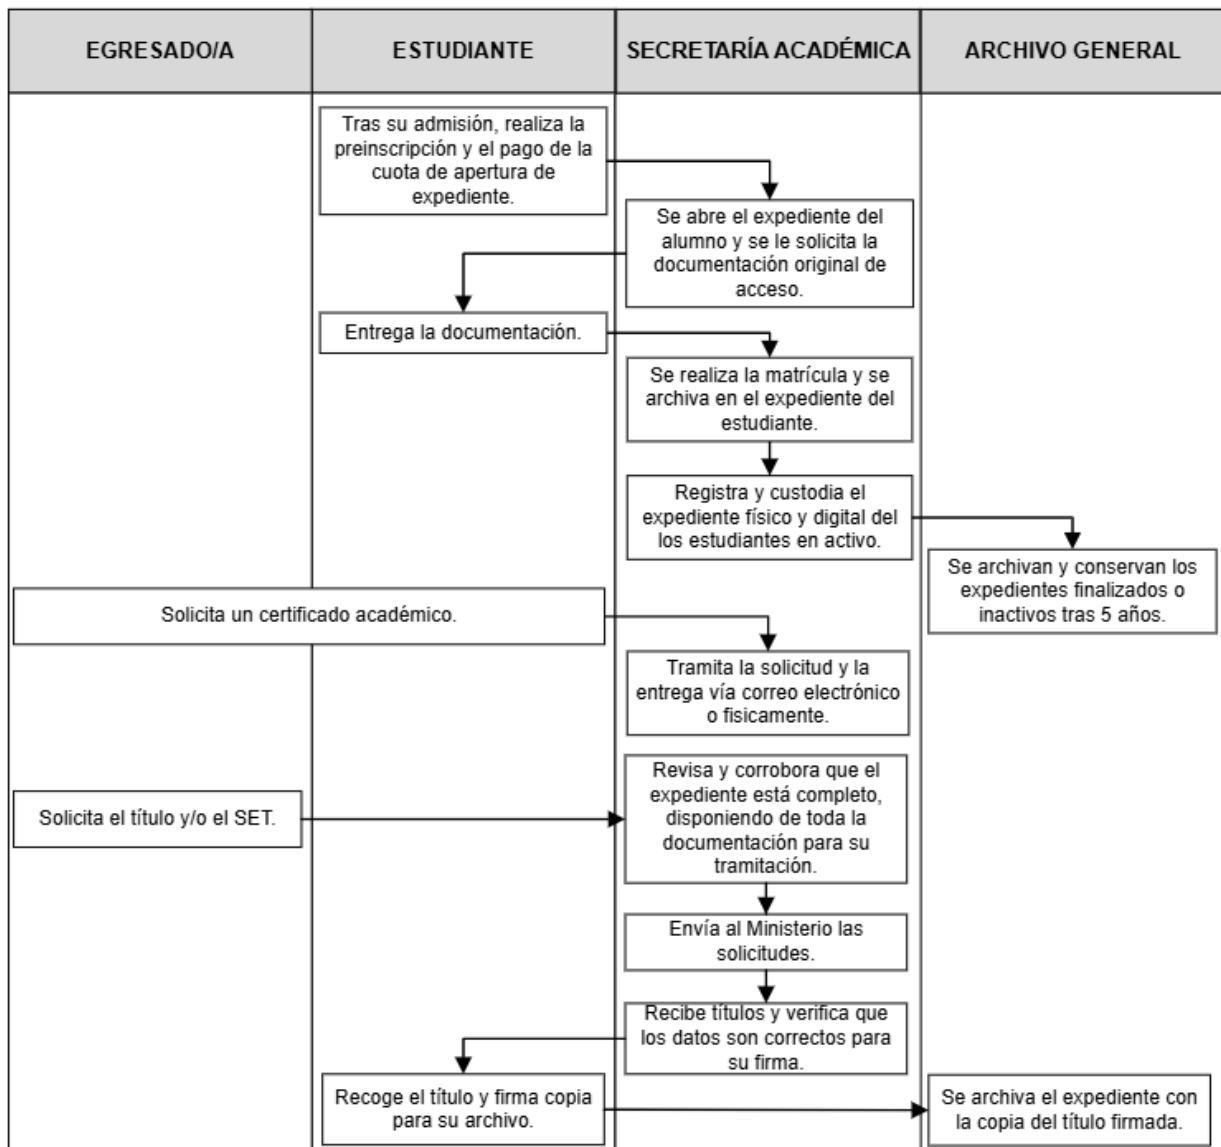 EGRESADO/A
ESTUDIANTE
SECRETARÍA ACADÉMICA
ARCHIVO GENERAL
Tras su admisión, realiza la
preinscripción y el pago de la
cuota de apertura de
expediente.
Se abre el expediente del
alumno y se le solicita la
documentación original de
acceso.
Entrega la documentación.
Se realiza la matrícula y se
archiva en el expediente del
estudiante.
Registra y custodia el
expediente físico y digital del
los estudiantes en activo.
Se archivan y conservan los
expedientes finalizados o
inactivos tras 5 años.
Solicita un certificado académico.
Tramita la solicitud y la
entrega vía correo electrónico
o fisicamente.
Solicita el título y/o el SET.
Revisa y corrobora que el
expediente está completo,
disponiendo de toda la
documentación para su
tramitación.
Envía al Ministerio las
solicitudes.
Recibe títulos y verifica que
los datos son correctos para
su firma.
Recoge el título y firma copia
para su archivo.
Se archiva el expediente con
la copia del título firmada.